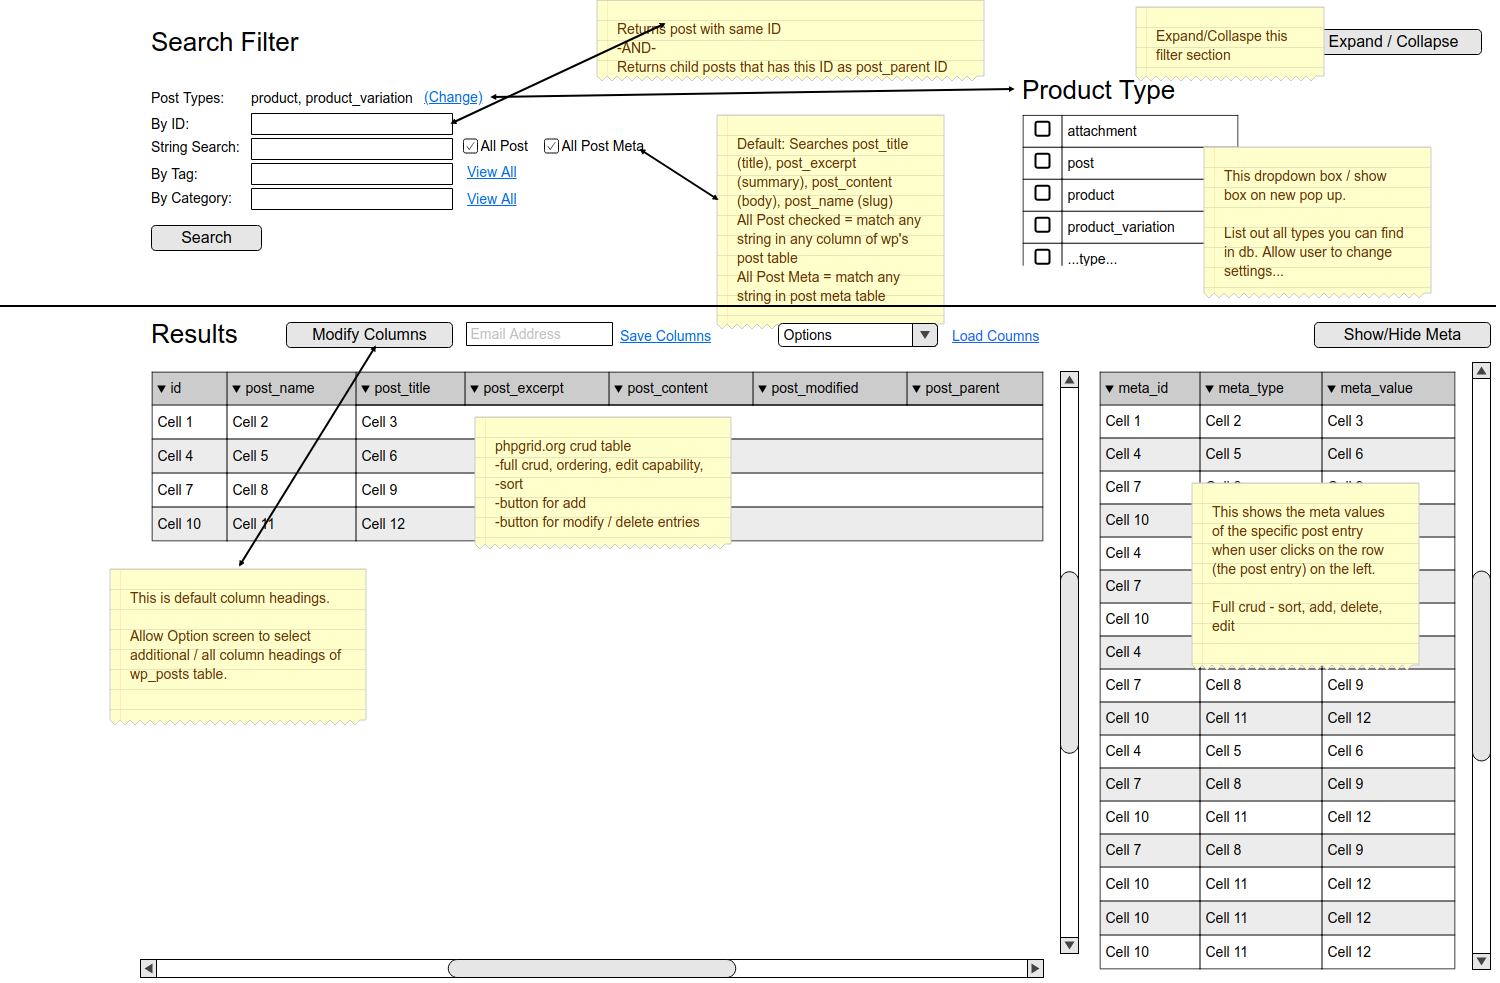 Search Filter
Returns post with same ID
-AND-
Returns child posts that has this ID as post_parent ID
Expand/Collaspe this
filter section
Expand / Collapse
Post Types: product, product_variation (Change)
By ID:
String Search: All Post All Post Meta
By Tag: View All
By Category: View All
Search
Default: Searches post_title
(title), post_excerpt
(summary), post_content
(body), post_name (slug)
All Post checked = match any
string in any column of wp's
post table
All Post Meta = match any
string in post meta table
Product Type
attachment
post
product
product_variation
...type...
This dropdown box / show
box on new pop up.
List out all types you can find
in db. Allow user to change
settings...
Results
Modify Columns
Email Address
Save Columns
Options
Load Coumns
Show/Hide Meta
id post_name post_title post_excerpt post_content post_modified post_parent
Cell 1 Cell 2 Cell 3
Cell 4 Cell 5 Cell 6
Cell 7 Cell 8 Cell 9
Cell 10 Cell 11 Cell 12
phpgrid.org crud table
-full crud, ordering, edit capability,
-sort
-button for add
-button for modify / delete entries
This is default column headings.
Allow Option screen to select
additional / all column headings of
wp_posts table.
meta_id meta_type meta_value
Cell 1 Cell 2 Cell 3
Cell 4 Cell 5 Cell 6
Cell 7
Cell 10
Cell 4
Cell 7
Cell 10
Cell 4
This shows the meta values
of the specific post entry
when user clicks on the row
(the post entry) on the left.
Full crud - sort, add, delete,
edit
Cell 7 Cell 8 Cell 9
Cell 10 Cell 11 Cell 12
Cell 4 Cell 5 Cell 6
Cell 7 Cell 8 Cell 9
Cell 10 Cell 11 Cell 12
Cell 7 Cell 8 Cell 9
Cell 10 Cell 11 Cell 12
Cell 10 Cell 11 Cell 12
Cell 10 Cell 11 Cell 12